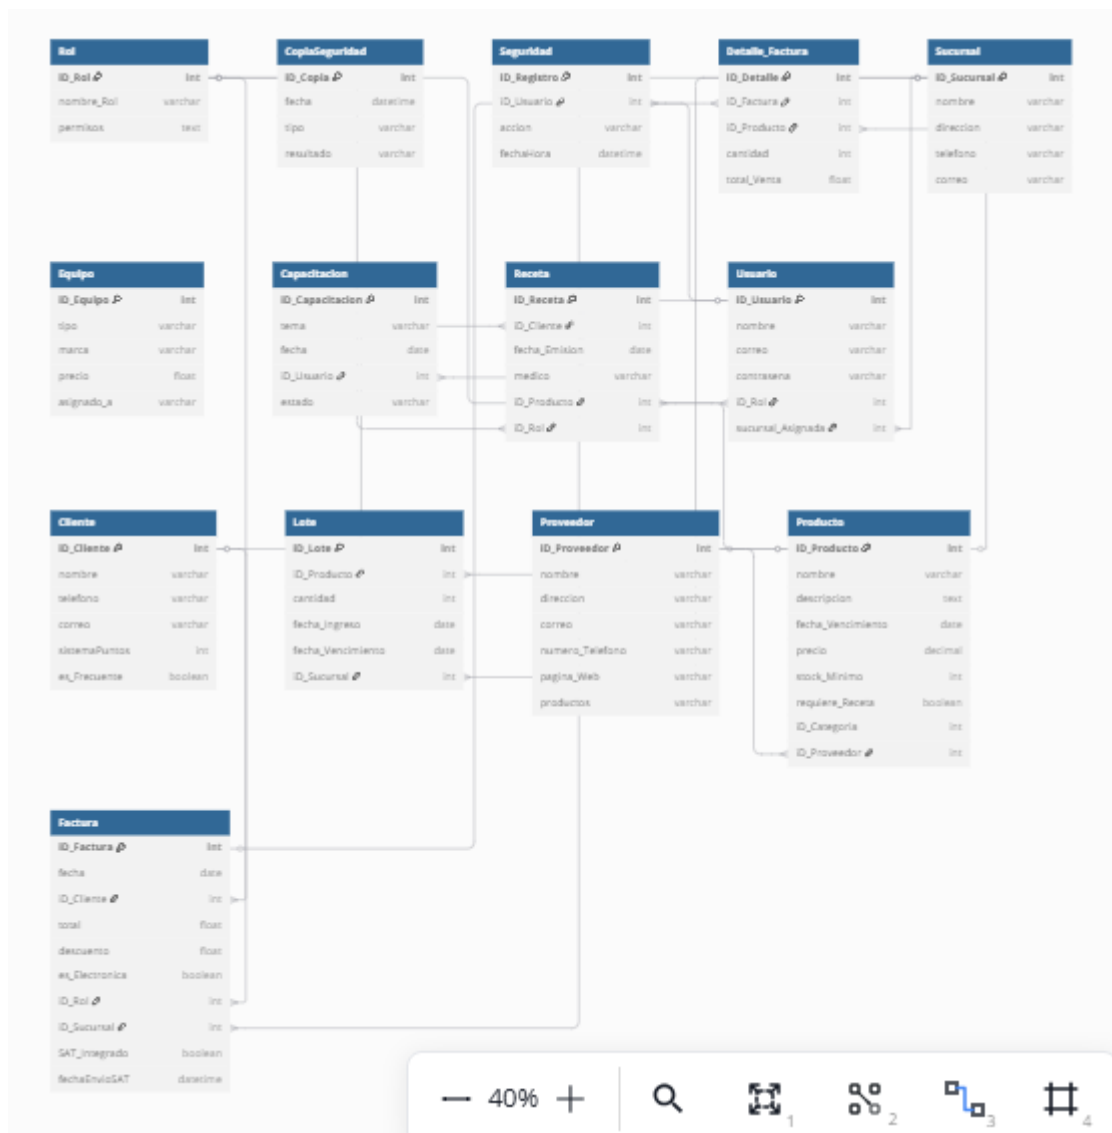 Rol
ID_Rol int
nombre_Rol varchar
permisos text
CopiaSeguridad
ID_Copia int
fecha datetime
tipo varchar
resultado varchar
Seguridad
ID_Registro int
ID_Usuario int
accion varchar
fechaHora datetime
Detalle_Factura
ID_Detalle int
ID_Factura int
ID_Producto int
cantidad int
total_Venta float
Sucursal
ID_Sucursal int
nombre varchar
direccion varchar
telefono varchar
correo varchar
Equipo
ID_Equipo int
tipo varchar
marca varchar
precio float
asignado_a varchar
Capacitacion
ID_Capacitacion int
tema varchar
fecha date
ID_Usuario int
estado varchar
Receta
ID_Receta int
ID_Cliente int
fecha_Emision date
medico varchar
ID_Producto int
ID_Rol int
Usuario
ID_Usuario int
nombre varchar
correo varchar
contrasena varchar
ID_Rol int
sucursal_Asignada int
Cliente
ID_Cliente int
nombre varchar
telefono varchar
correo varchar
sistemaPuntos int
es_Frecuente boolean
Lote
ID_Lote int
ID_Producto int
cantidad int
fecha_Ingreso date
fecha_Vencimiento date
ID_Sucursal int
Proveedor
ID_Proveedor int
nombre varchar
direccion varchar
correo varchar
numero_Telefono varchar
pagina_Web varchar
productos varchar
Producto
ID_Producto int
nombre varchar
descripcion text
fecha_Vencimiento date
precio decimal
stock_Minimo int
requiere_Receta boolean
ID_Categoria int
ID_Proveedor int
Factura
ID_Factura int
fecha date
ID_Cliente int
total float
descuento float
es_Electronica boolean
ID_Rol int
ID_Sucursal int
SAT_Integrado boolean
fechaEnvioSAT datetime
40%
1
2
3
4